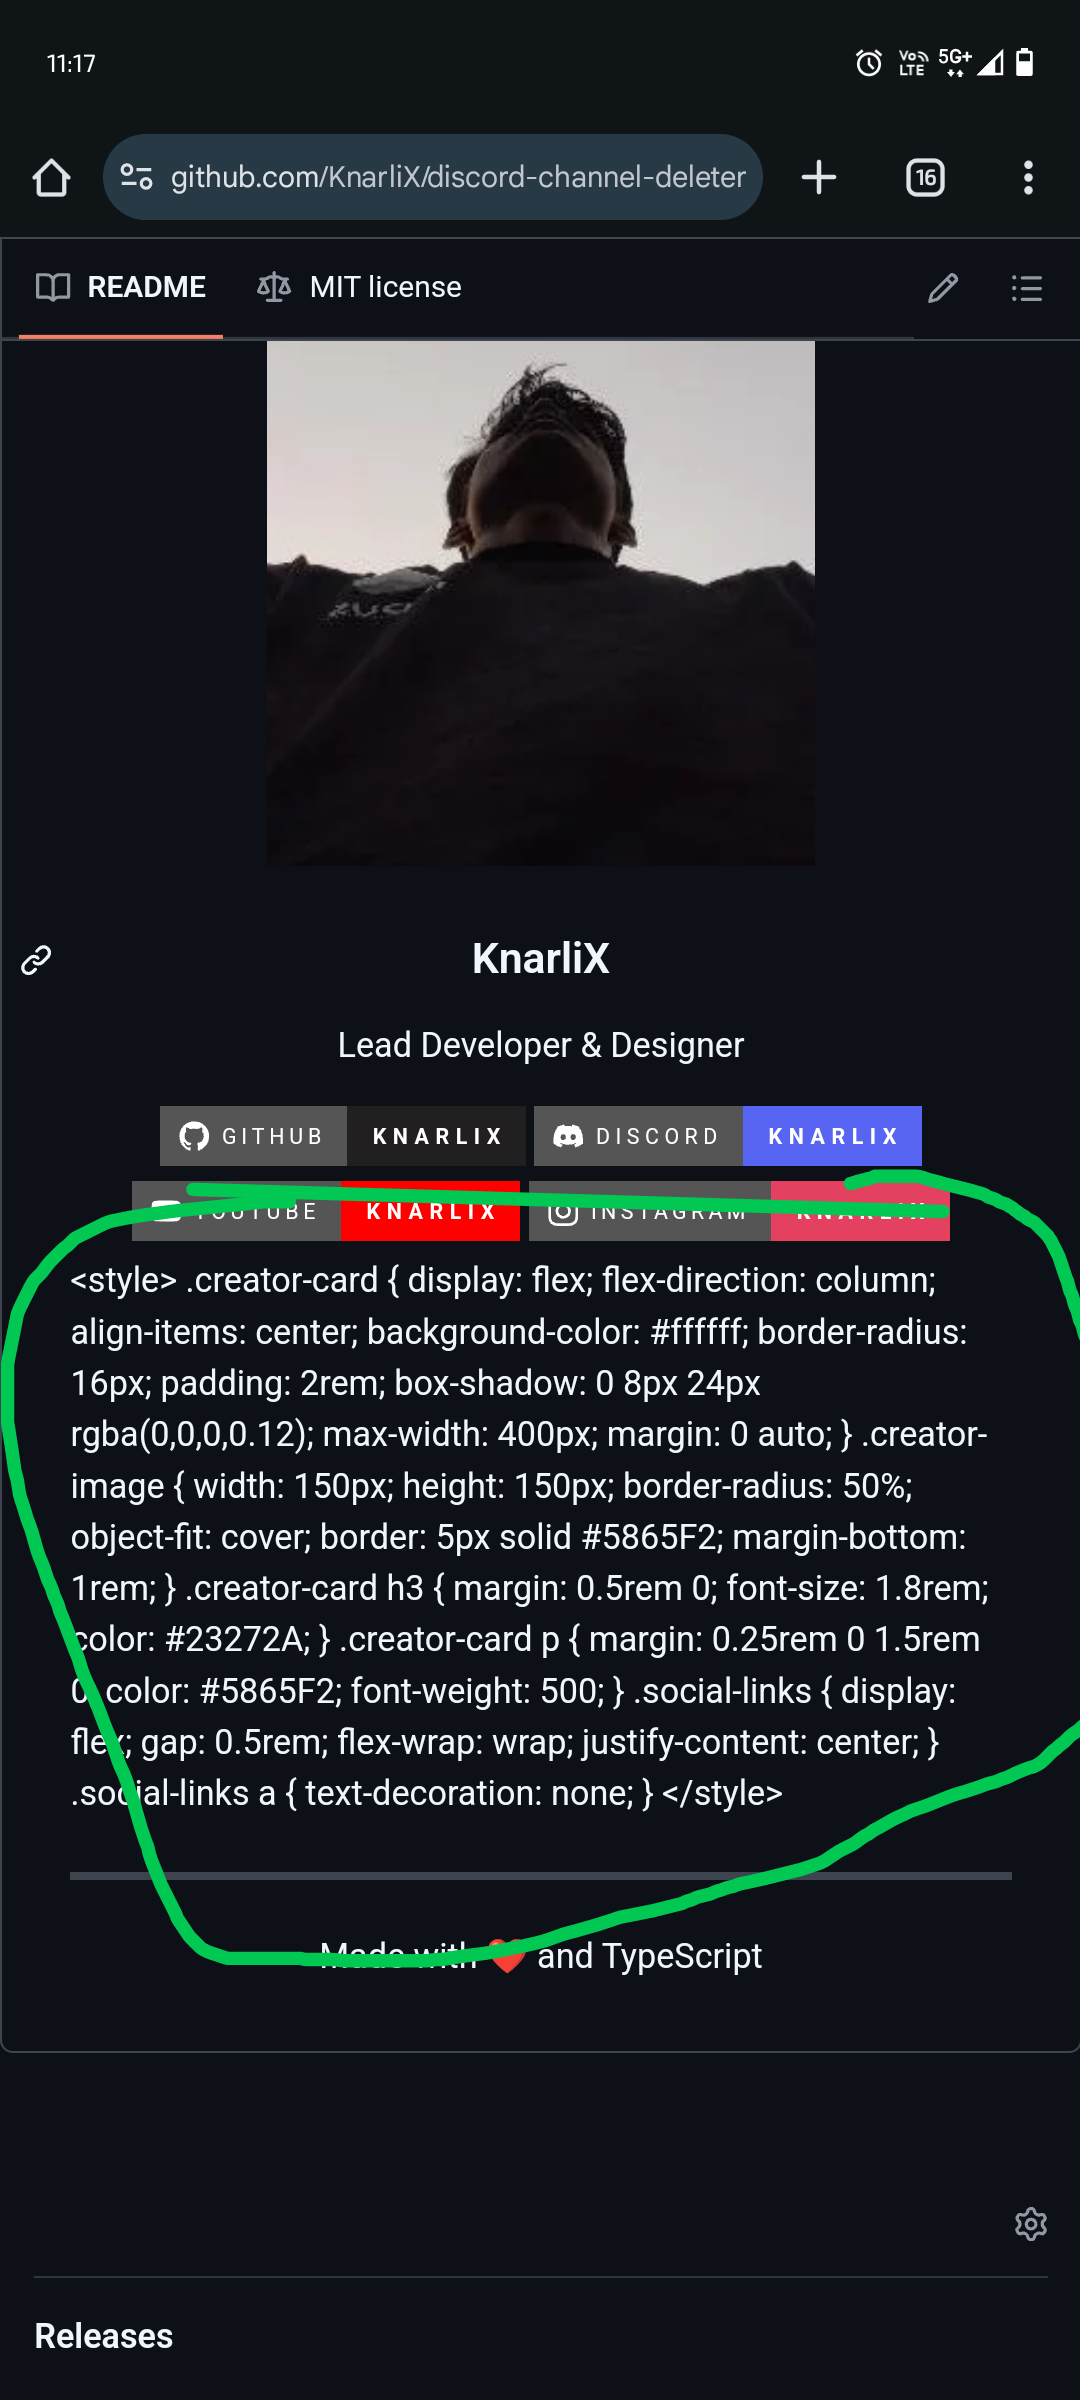 11:17
Vo LTE 5G+
github.com/KnarliX/discord-channel-deleter
16
README MIT license
KnarliX
Lead Developer & Designer
GITHUB KNARLIX DISCORD KNARLIX
YOUTUBE KNARLIX INSTAGRAM KNARLIX
<style> .creator-card { display: flex; flex-direction: column;
align-items: center; background-color: #ffffff; border-radius:
16px; padding: 2rem; box-shadow: 0 8px 24px
rgba(0,0,0,0.12); max-width: 400px; margin: 0 auto; } .creator-
image { width: 150px; height: 150px; border-radius: 50%;
object-fit: cover; border: 5px solid #5865F2; margin-bottom:
1rem; } .creator-card h3 { margin: 0.5rem 0; font-size: 1.8rem;
color: #23272A; } .creator-card p { margin: 0.25rem 0 1.5rem
0; color: #5865F2; font-weight: 500; } .social-links { display:
flex; gap: 0.5rem; flex-wrap: wrap; justify-content: center; }
.social-links a { text-decoration: none; } </style>
Made with ❤️ and TypeScript
Releases